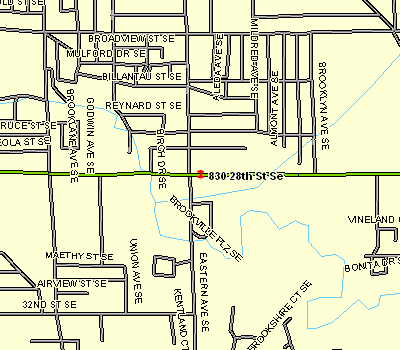 BROADVIEW ST SE
MULFORD DR SE
BILLANTAU ST SE
REYNARD ST SE
ALEDA AVE SE
MILDRED AVE SE
ALMONT AVE SE
BROOKLYN AVE SE
BROOKLANE AVE SE
GODWIN AVE SE
BIRCH DR SE
RUCE ST SE
EOLA ST SE
830 28th St Se
BROOKVILLE PLZ SE
VINELAND C
MAETHY ST SE
UNION AVE SE
BONITA DR S
AIRVIEW ST SE
32ND ST SE
KENTLAND CT
EASTERN AVE SE
BROOKSHIRE CT SE